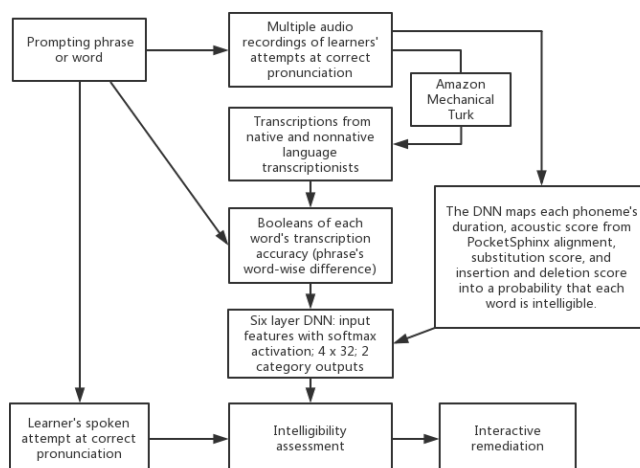 Prompting phrase
or word
Multiple audio
recordings of learners'
attempts at correct
pronunciation
Amazon
Mechanical
Turk
Transcriptions from
native and nonnative
language
transcriptionists
Booleans of each
word's transcription
accuracy (phrase's
word-wise difference)
The DNN maps each phoneme's
duration, acoustic score from
PocketSphinx alignment,
substitution score, and
insertion and deletion score
into a probability that each
word is intelligible.
Six layer DNN: input
features with softmax
activation; 4 x 32; 2
category outputs
Learner's spoken
attempt at correct
pronunciation
Intelligibility
assessment
Interactive
remediation